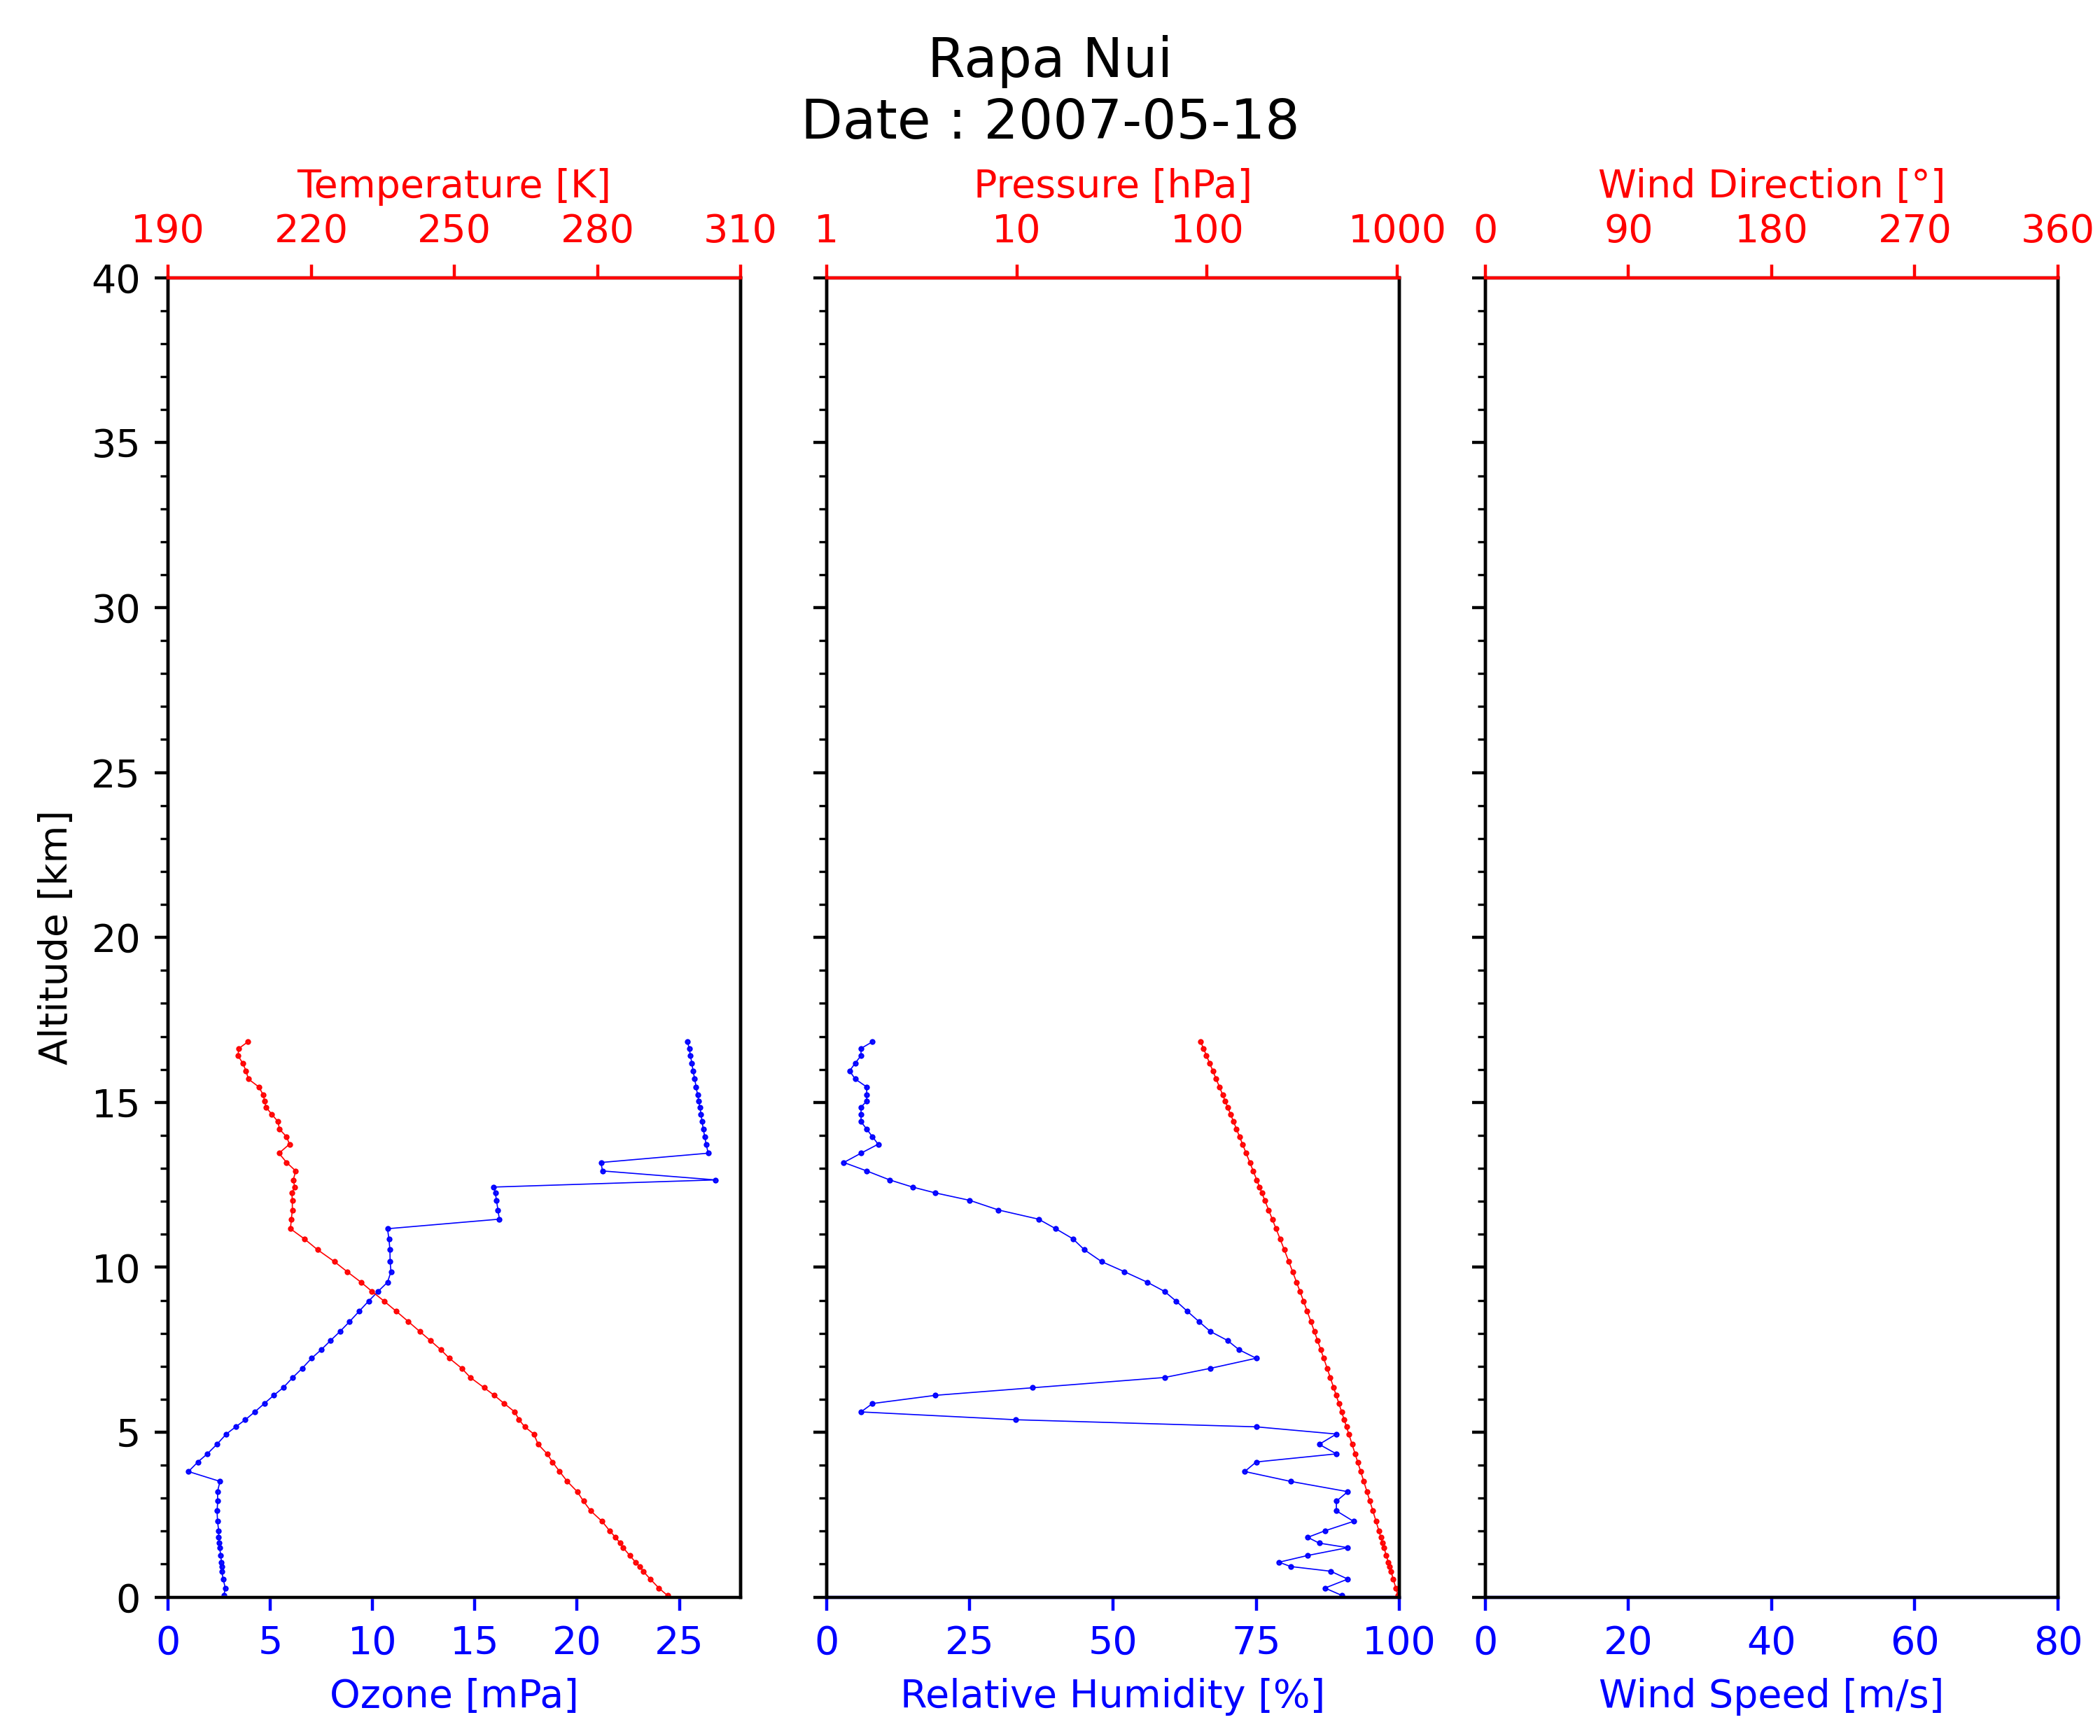 Rapa Nui
Date : 2007-05-18
Temperature [K] Pressure [hPa] Wind Direction [°]
190 220 250 280 310 1 10 100 1000 0 90 180 270 360
40
35
30
25
20
15
10
5
0
Altitude [km]
0 5 10 15 20 25 0 25 50 75 100 0 20 40 60 80
Ozone [mPa] Relative Humidity [%] Wind Speed [m/s]